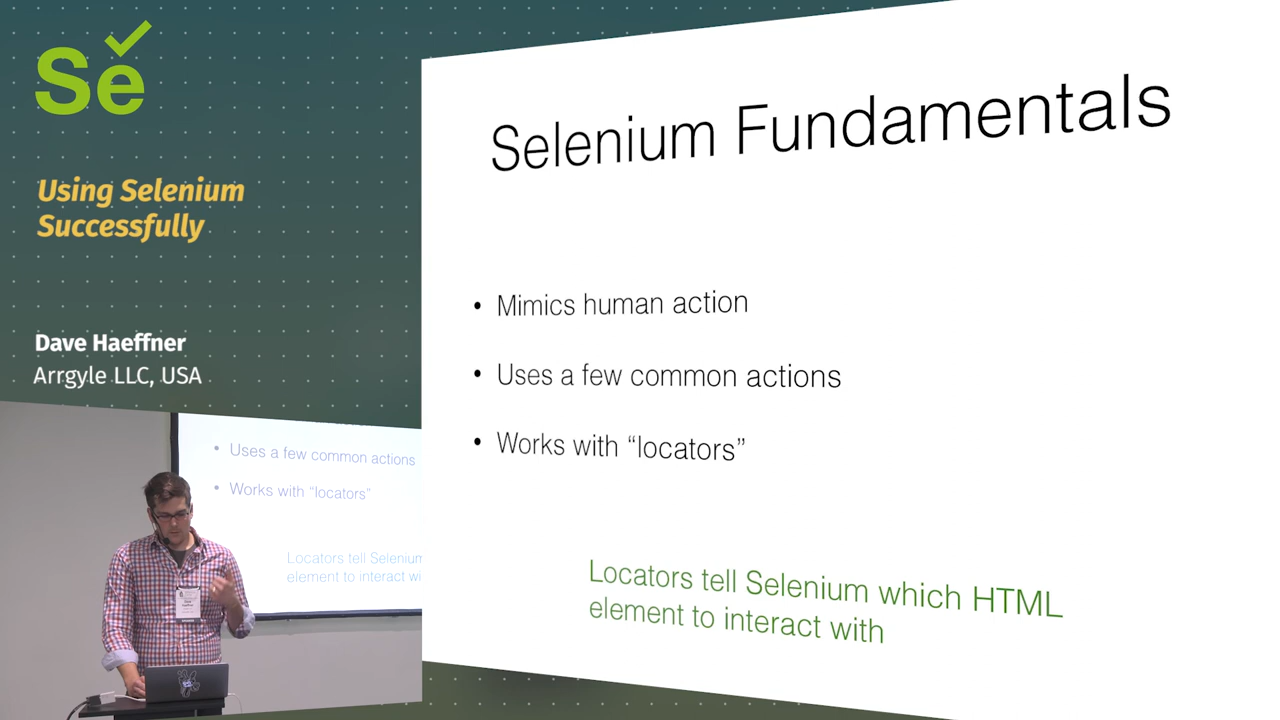 Se
Using Selenium
Successfully
Dave Haeffner
Arrgyle LLC, USA
Selenium Fundamentals
• Mimics human action
• Uses a few common actions
• Works with “locators”
Locators tell Selenium which HTML
element to interact with
• Uses a few common actions
• Works with “locators”
Locators tell Selenium
element to interact wi